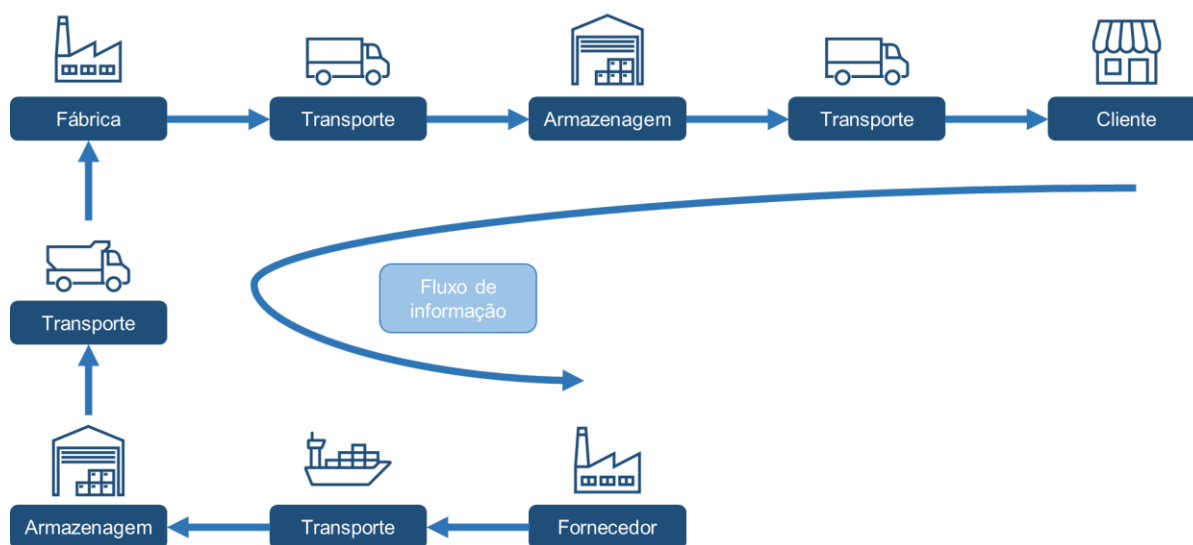 Fábrica
Transporte
Armazenagem
Transporte
Cliente
Fluxo de
informação
Transporte
Armazenagem
Transporte
Fornecedor